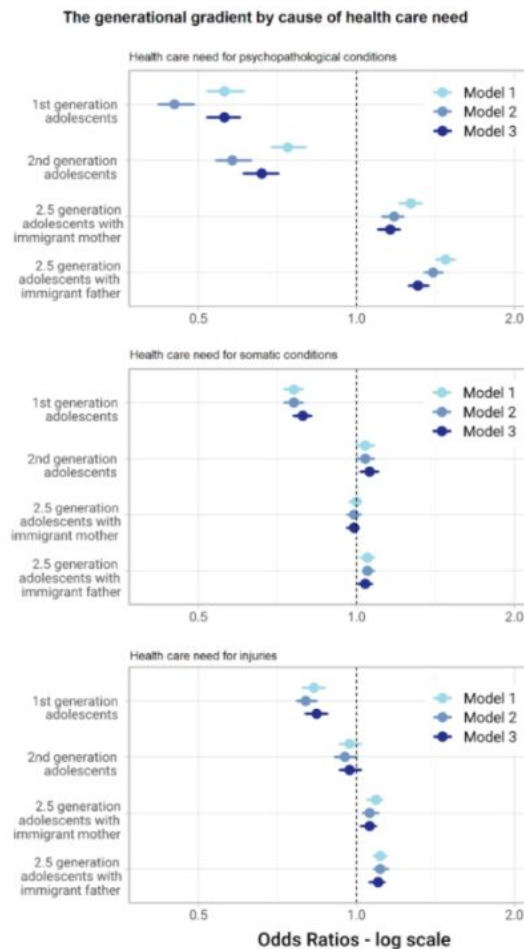 The generational gradient by cause of health care need
Health care need for psychopathological conditions
1st generation
adolescents
2nd generation
adolescents
2.5 generation
adolescents with
immigrant mother
2.5 generation
adolescents with
immigrant father
Model 1
Model 2
Model 3
0.5
1.0
2.0
Health care need for somatic conditions
1st generation
adolescents
2nd generation
adolescents
2.5 generation
adolescents with
immigrant mother
2.5 generation
adolescents with
immigrant father
Model 1
Model 2
Model 3
0.5
1.0
2.0
Health care need for injuries
1st generation
adolescents
2nd generation
adolescents
2.5 generation
adolescents with
immigrant mother
2.5 generation
adolescents with
immigrant father
Model 1
Model 2
Model 3
0.5
1.0
2.0
Odds Ratios - log scale